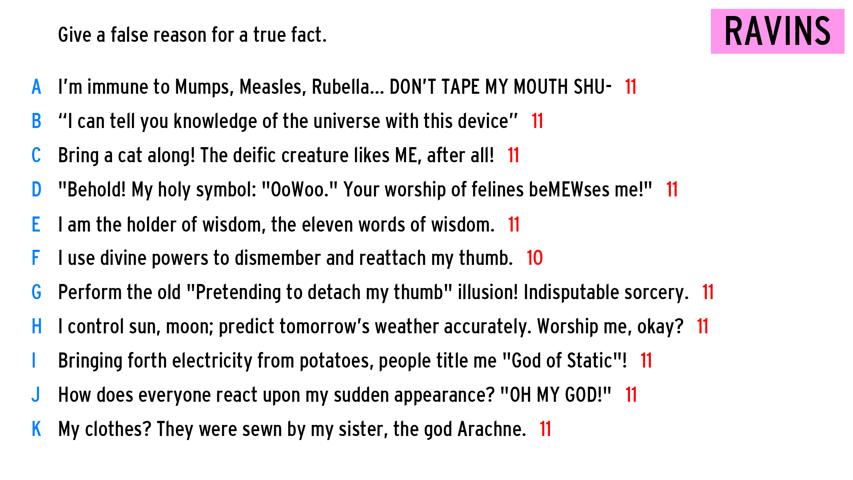 Give a false reason for a true fact.
RAVINS
A I'm immune to Mumps, Measles, Rubella... DON'T TAPE MY MOUTH SHU- 11
B “I can tell you knowledge of the universe with this device” 11
C Bring a cat along! The deific creature likes ME, after all! 11
D "Behold! My holy symbol: "OoWoo." Your worship of felines beMEWses me!" 11
E I am the holder of wisdom, the eleven words of wisdom. 11
F I use divine powers to dismember and reattach my thumb. 10
G Perform the old "Pretending to detach my thumb" illusion! Indisputable sorcery. 11
H I control sun, moon; predict tomorrow's weather accurately. Worship me, okay? 11
I Bringing forth electricity from potatoes, people title me "God of Static"! 11
J How does everyone react upon my sudden appearance? "OH MY GOD!" 11
K My clothes? They were sewn by my sister, the god Arachne. 11